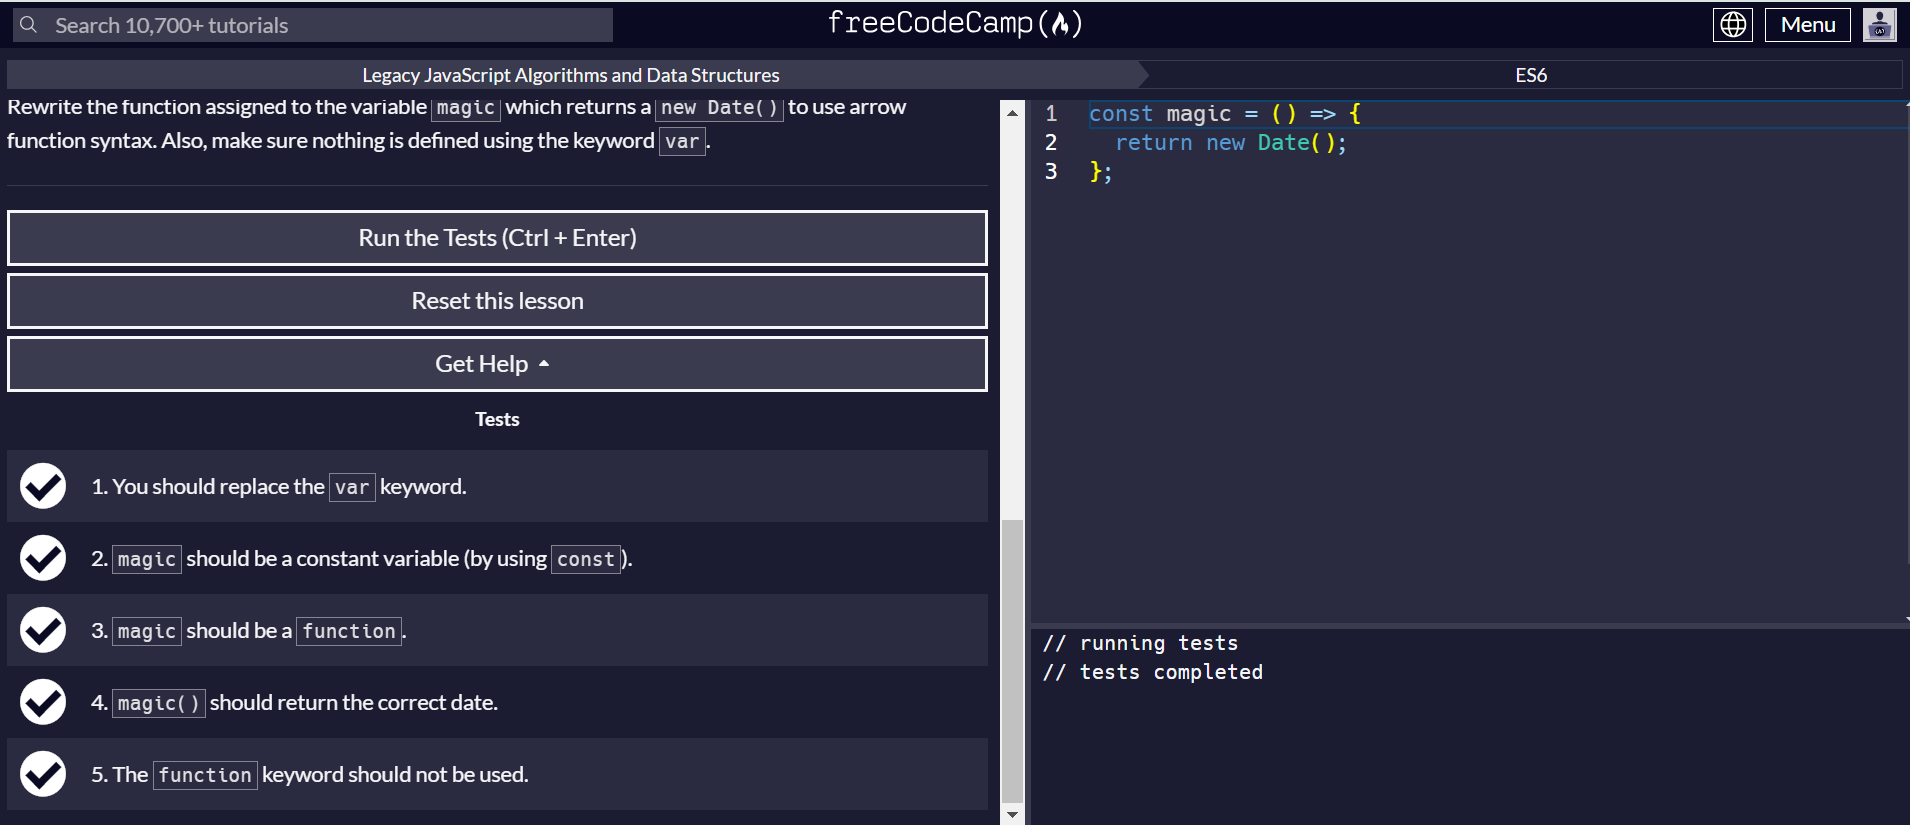 Search 10,700+ tutorials
freeCodeCamp(🔥)
Menu
Legacy JavaScript Algorithms and Data Structures
ES6
Rewrite the function assigned to the variable magic which returns a new Date() to use arrow
function syntax. Also, make sure nothing is defined using the keyword var.
Run the Tests (Ctrl + Enter)
Reset this lesson
Get Help
Tests
1. You should replace the var keyword.
2. magic should be a constant variable (by using const).
3. magic should be a function.
4. magic() should return the correct date.
5. The function keyword should not be used.
1 const magic = () => {
2   return new Date();
3 };
// running tests
// tests completed